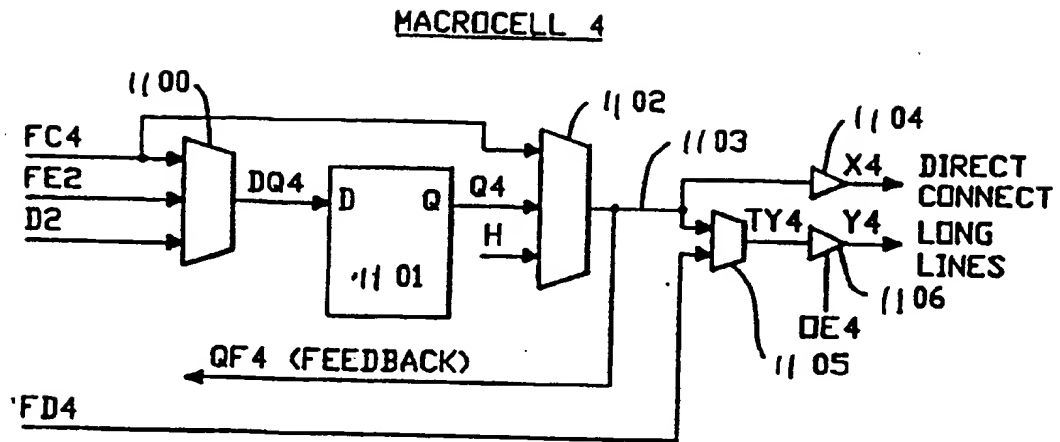 MACROCELL 4
1100
1102
1104
FC4
1103
X4
DIRECT
CONNECT
FE2
DQ4
D
Q
Q4
TY4
Y4
LONG
LINES
D2
H
1101
1106
OE4
1105
QF4 (FEEDBACK)
FD4